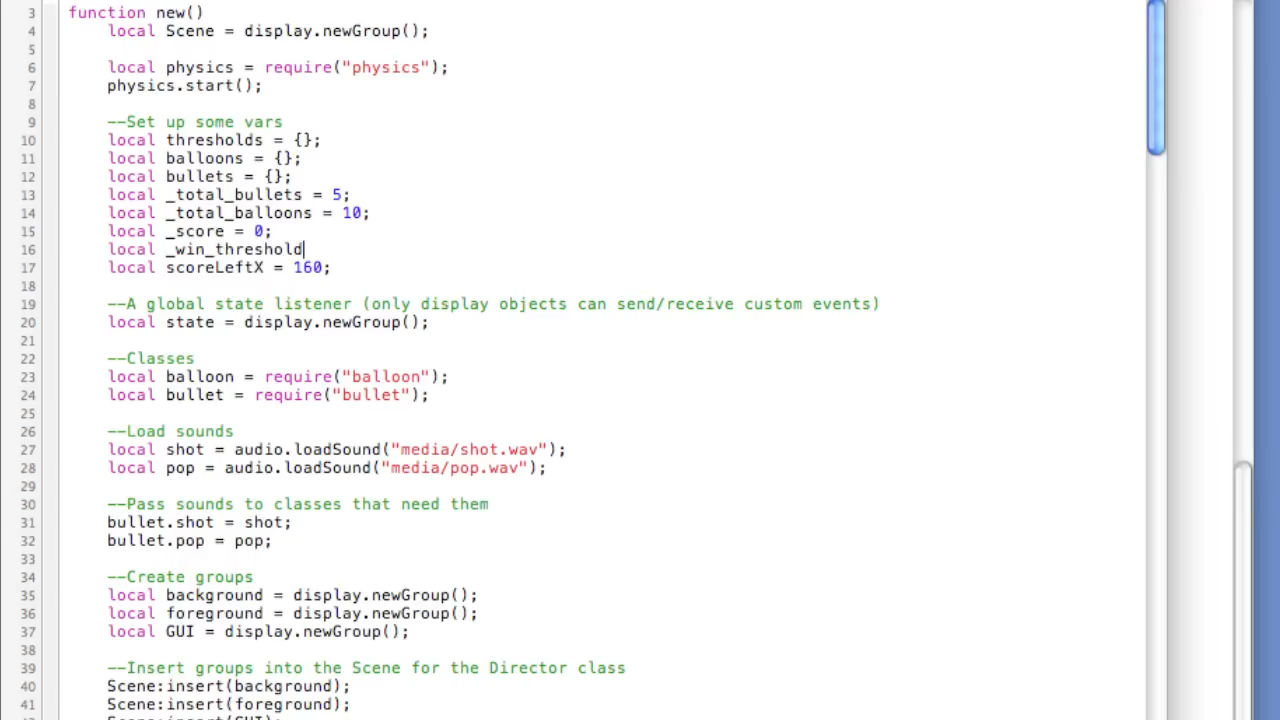 3 function new()
4 local Scene = display.newGroup();
5
6 local physics = require("physics");
7 physics.start();
8
9 --Set up some vars
10 local thresholds = {};
11 local balloons = {};
12 local bullets = {};
13 local _total_bullets = 5;
14 local _total_balloons = 10;
15 local _score = 0;
16 local _win_threshold
17 local scoreLeftX = 160;
18
19 --A global state listener (only display objects can send/receive custom events)
20 local state = display.newGroup();
21
22 --Classes
23 local balloon = require("balloon");
24 local bullet = require("bullet");
25
26 --Load sounds
27 local shot = audio.loadSound("media/shot.wav");
28 local pop = audio.loadSound("media/pop.wav");
29
30 --Pass sounds to classes that need them
31 bullet.shot = shot;
32 bullet.pop = pop;
33
34 --Create groups
35 local background = display.newGroup();
36 local foreground = display.newGroup();
37 local GUI = display.newGroup();
38
39 --Insert groups into the Scene for the Director class
40 Scene:insert(background);
41 Scene:insert(foreground);